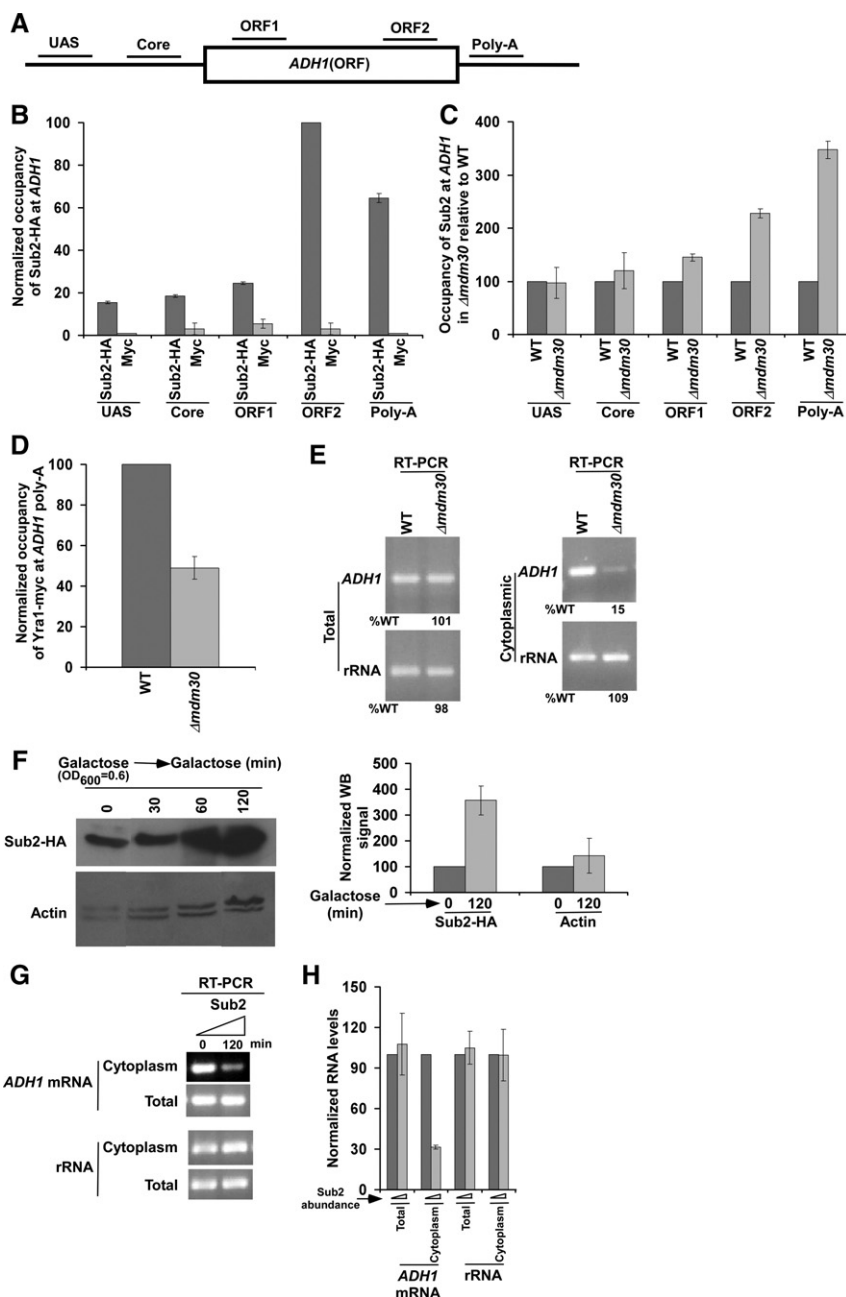 A
UAS
Core
ORF1
ORF2
Poly-A
ADH1(ORF)
B
Normalized occupancy
of Sub2-HA at ADH1
100
80
60
40
20
0
Sub2-HA
Myc
Sub2-HA
Myc
Sub2-HA
Myc
Sub2-HA
Myc
Sub2-HA
Myc
UAS
Core
ORF1
ORF2
Poly-A
C
Occupancy of Sub2 at ADH1
in Δmdm30 relative to WT
400
300
200
100
0
WT
Δmdm30
WT
Δmdm30
WT
Δmdm30
WT
Δmdm30
WT
Δmdm30
UAS
Core
ORF1
ORF2
Poly-A
D
Normalized occupancy
of Yra1-myc at ADH1 poly-A
100
80
60
40
20
0
WT
Δmdm30
E
RT-PCR
WT
Δmdm30
Total
ADH1
%WT 101
rRNA
%WT 98
RT-PCR
WT
Δmdm30
Cytoplasmic
ADH1
%WT 15
rRNA
%WT 109
F
Galactose Galactose (min)
(OD600=0.6)
0 30 60 120
Sub2-HA
Actin
Normalized WB
signal
500
400
300
200
100
0
Galactose
(min)
0 120 0 120
Sub2-HA Actin
G
RT-PCR
Sub2
0 120 min
ADH1 mRNA
Cytoplasm
Total
rRNA
Cytoplasm
Total
H
Normalized RNA levels
150
120
90
60
30
0
Sub2
abundance
Total
Cytoplasm
Total
Cytoplasm
ADH1
mRNA
rRNA